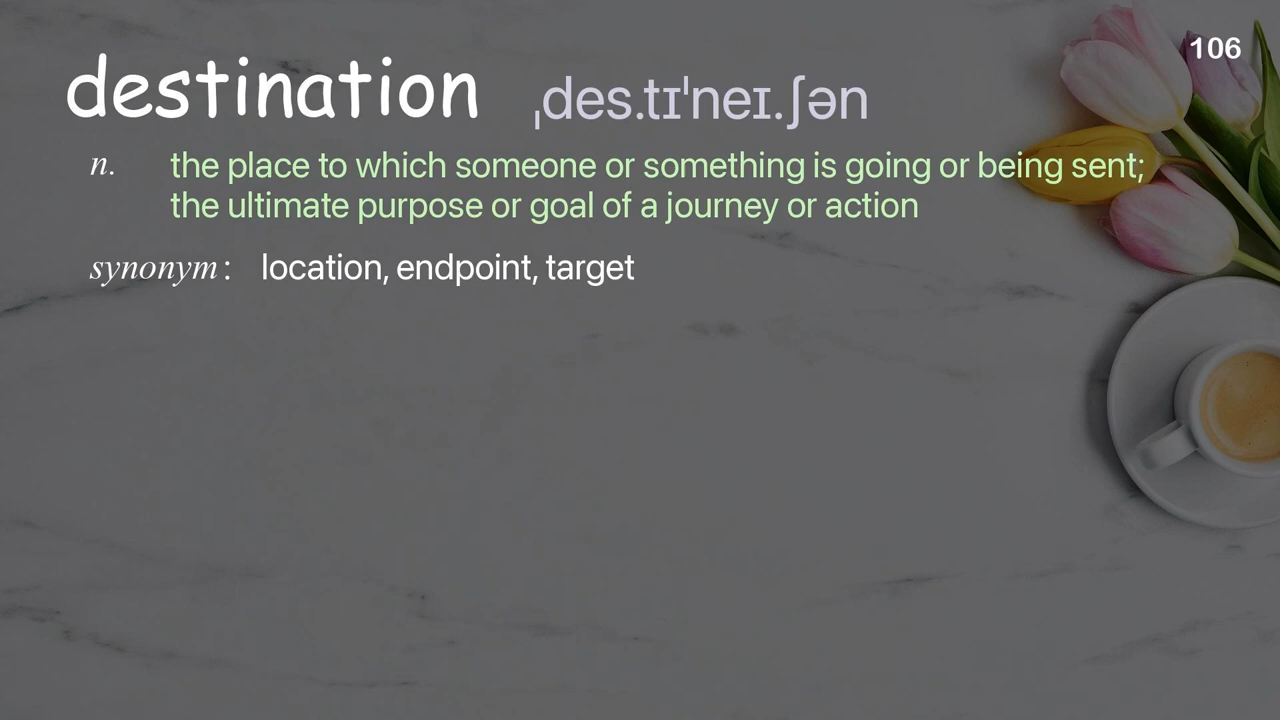 106
destination ˌdes.tɪˈneɪ.ʃən
n. the place to which someone or something is going or being sent;
the ultimate purpose or goal of a journey or action
synonym : location, endpoint, target